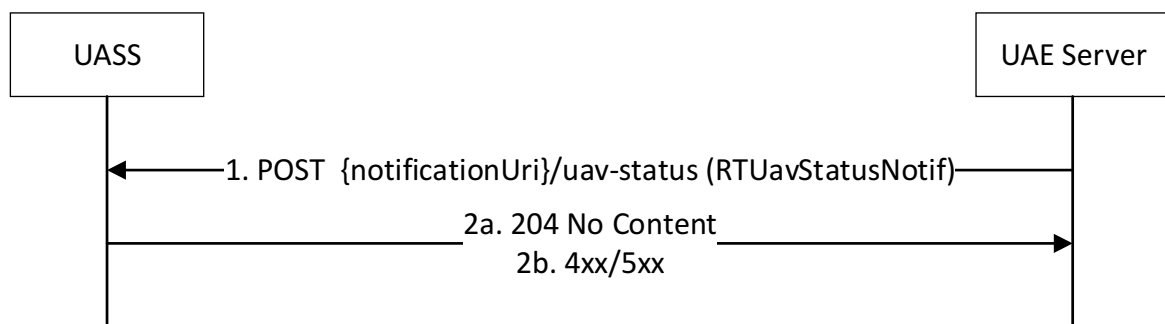 UASS
UAE Server
1. POST  {notificationUri}/uav-status (RTUavStatusNotif)
2a. 204 No Content
2b. 4xx/5xx